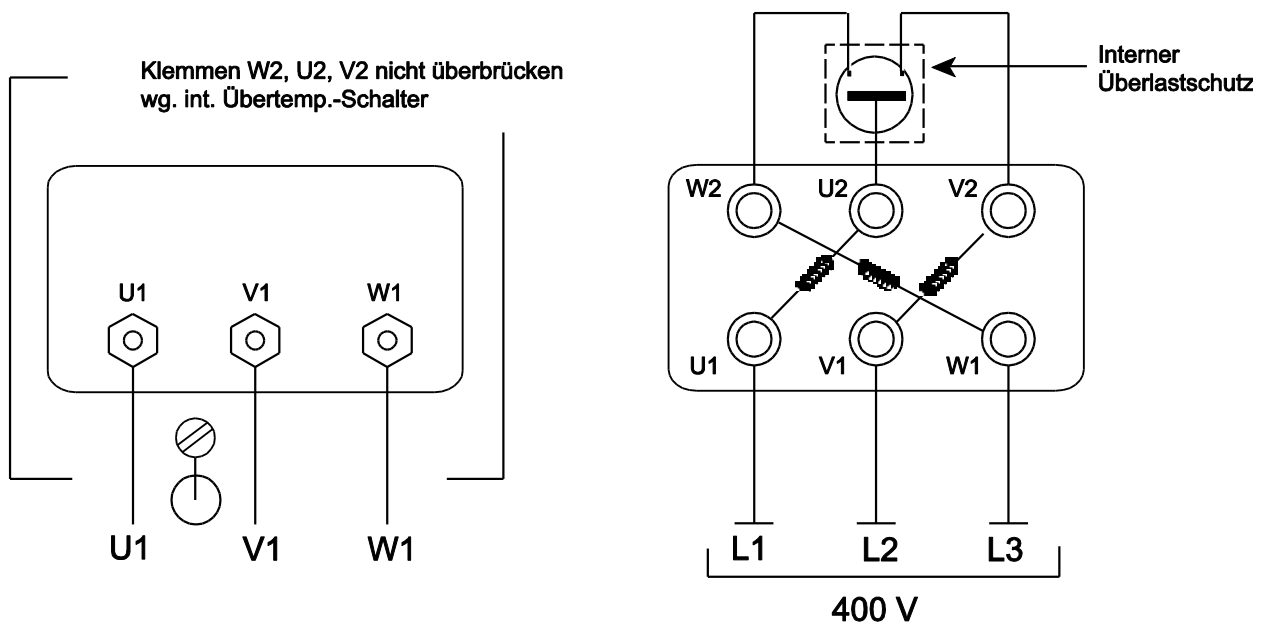 Klemmen W2, U2, V2 nicht überbrücken
wg. int. Übertemp.-Schalter
U1
V1
W1
U1
V1
W1
Interner
Überlastschutz
W2
U2
V2
U1
V1
W1
L1
L2
L3
400 V